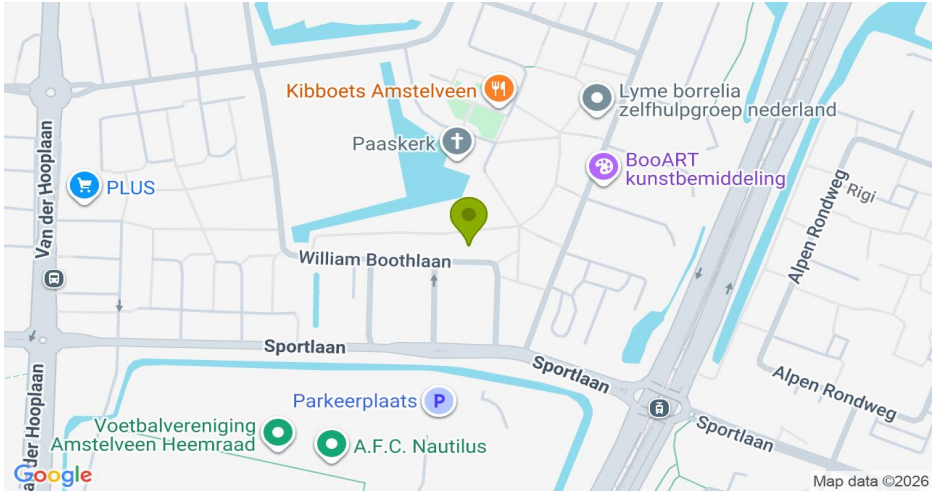 Van der Hooplaan
Kibboets Amstelveen
Lyme borrelia
zelfhulpgroep nederland
Paaskerk
BooART
kunstbemiddeling
PLUS
Rigi
Alpen Rondweg
William Boothlaan
Sportlaan
Sportlaan
Alpen Rondweg
Parkeerplaats
P
Sportlaan
Voetbalvereniging
Amstelveen Heemraad
A.F.C. Nautilus
an der Hooplaan
Google
Map data ©2026